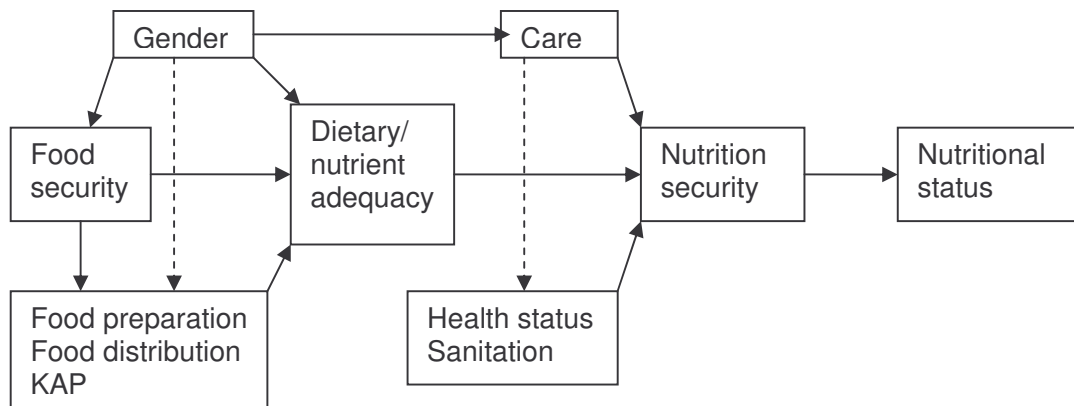 Gender
Care
Food
security
Dietary/
nutrient
adequacy
Nutrition
security
Nutritional
status
Food preparation
Food distribution
KAP
Health status
Sanitation